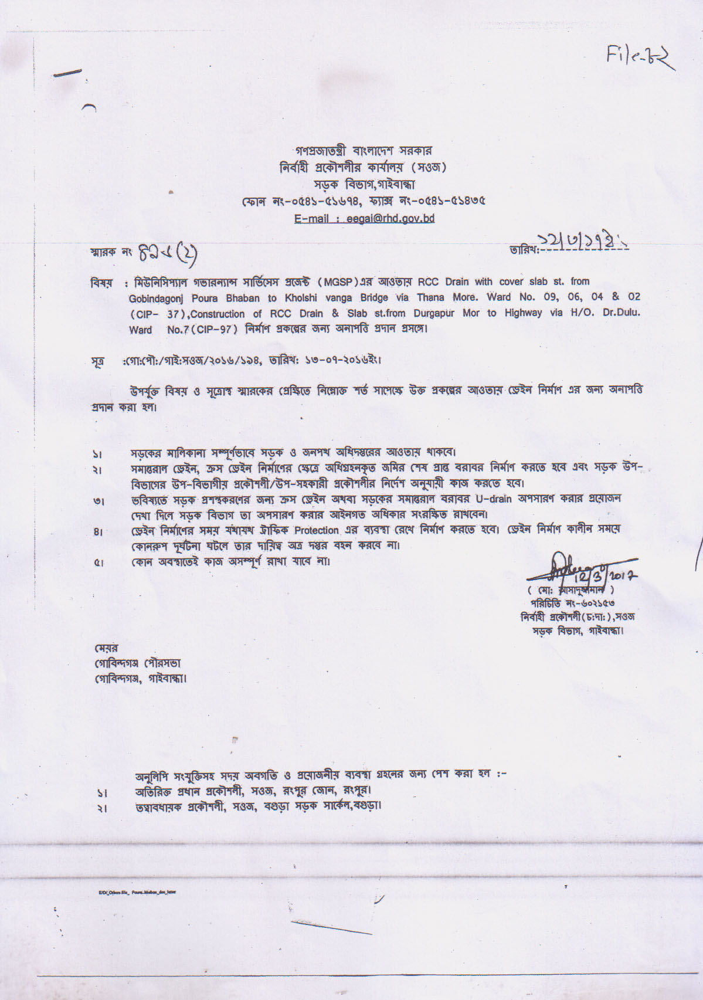 File-৮২
গণপ্রজাতন্ত্রী বাংলাদেশ সরকার
নির্বাহী প্রকৌশলীর কার্যালয় (সওজ)
সড়ক বিভাগ,গাইবান্ধা
ফোন নং-০৫৪১-৫১৬৭৪, ফ্যাক্স নং-০৫৪১-৫১৪৩৫
E-mail : eegai@rhd.gov.bd
স্মারক নং
তারিখ: ১২/৩/১৭ইং
বিষয় : মিউনিসিপ্যাল গভারন্যান্স সার্ভিসেস প্রজেক্ট (MGSP)এর আওতায় RCC Drain with cover slab st. from
Gobindagonj Poura Bhaban to Kholshi vanga Bridge via Thana More. Ward No. 09, 06, 04 & 02
(CIP- 37),Construction of RCC Drain & Slab st.from Durgapur Mor to Highway via H/O. Dr.Dulu.
Ward No.7(CIP-97) নির্মাণ প্রকল্পের জন্য অনাপত্তি প্রদান প্রসঙ্গে।
সূত্র :গো:পৌ:/গাই:সওজ/২০১৬/১৯৪, তারিখ: ১৩-০৭-২০১৬ইং।
উপর্যুক্ত বিষয় ও সূত্রোস্থ স্মারকের প্রেক্ষিতে নিম্নোক্ত শর্ত সাপেক্ষে উক্ত প্রকল্পের আওতায় ড্রেইন নির্মাণ এর জন্য অনাপত্তি
প্রদান করা হল।
১। সড়কের মালিকানা সম্পূর্ণভাবে সড়ক ও জনপথ অধিদপ্তরের আওতায় থাকবে।
২। সমান্তরাল ড্রেইন, ক্রস ড্রেইন নির্মাণের ক্ষেত্রে অধিগ্রহনকৃত জমির শেষ প্রান্ত বরাবর নির্মাণ করতে হবে এবং সড়ক উপ-
বিভাগের উপ-বিভাগীয় প্রকৌশলী/উপ-সহকারী প্রকৌশলীর নির্দেশ অনুযায়ী কাজ করতে হবে।
৩। ভবিষ্যতে সড়ক প্রশস্থকরণের জন্য ক্রস ড্রেইন অথবা সড়কের সমান্তরাল বরাবর U-drain অপসারণ করার প্রয়োজন
দেখা দিলে সড়ক বিভাগ তা অপসারণ করার আইনগত অধিকার সংরক্ষিত রাখবেন।
৪। ড্রেইন নির্মাণের সময় যথাযথ ট্রাফিক Protection এর ব্যবস্থা রেখে নির্মাণ করতে হবে। ড্রেইন নির্মাণ কালীন সময়ে
কোনরুপ দূর্ঘটনা ঘটলে তার দায়িত্ব অত্র দপ্তর বহন করবে না।
৫। কোন অবস্থাতেই কাজ অসম্পূর্ণ রাখা যাবে না।
12/3/2017
( মো: আসাদুজ্জামান )
পরিচিতি নং-৬০২১৫৩
নির্বাহী প্রকৌশলী(চ:দা:),সওজ
সড়ক বিভাগ, গাইবান্ধা।
মেয়র
গোবিন্দগঞ্জ পৌরসভা
গোবিন্দগঞ্জ, গাইবান্ধা।
অনুলিপি সংযুক্তিসহ সদয় অবগতি ও প্রয়োজনীয় ব্যবস্থা গ্রহনের জন্য পেশ করা হল :-
১। অতিরিক্ত প্রধান প্রকৌশলী, সওজ, রংপুর জোন, রংপুর।
২। তত্ত্বাবধায়ক প্রকৌশলী, সওজ, বগুড়া সড়ক সার্কেল,বগুড়া।